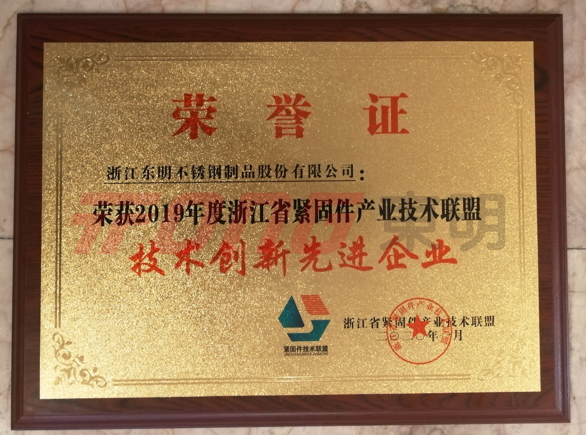 荣誉证
浙江东明不锈钢制品股份有限公司：
荣获2019年度浙江省紧固件产业技术联盟
技术创新先进企业
东明
紧固件技术联盟
浙江省紧固件产业技术联盟